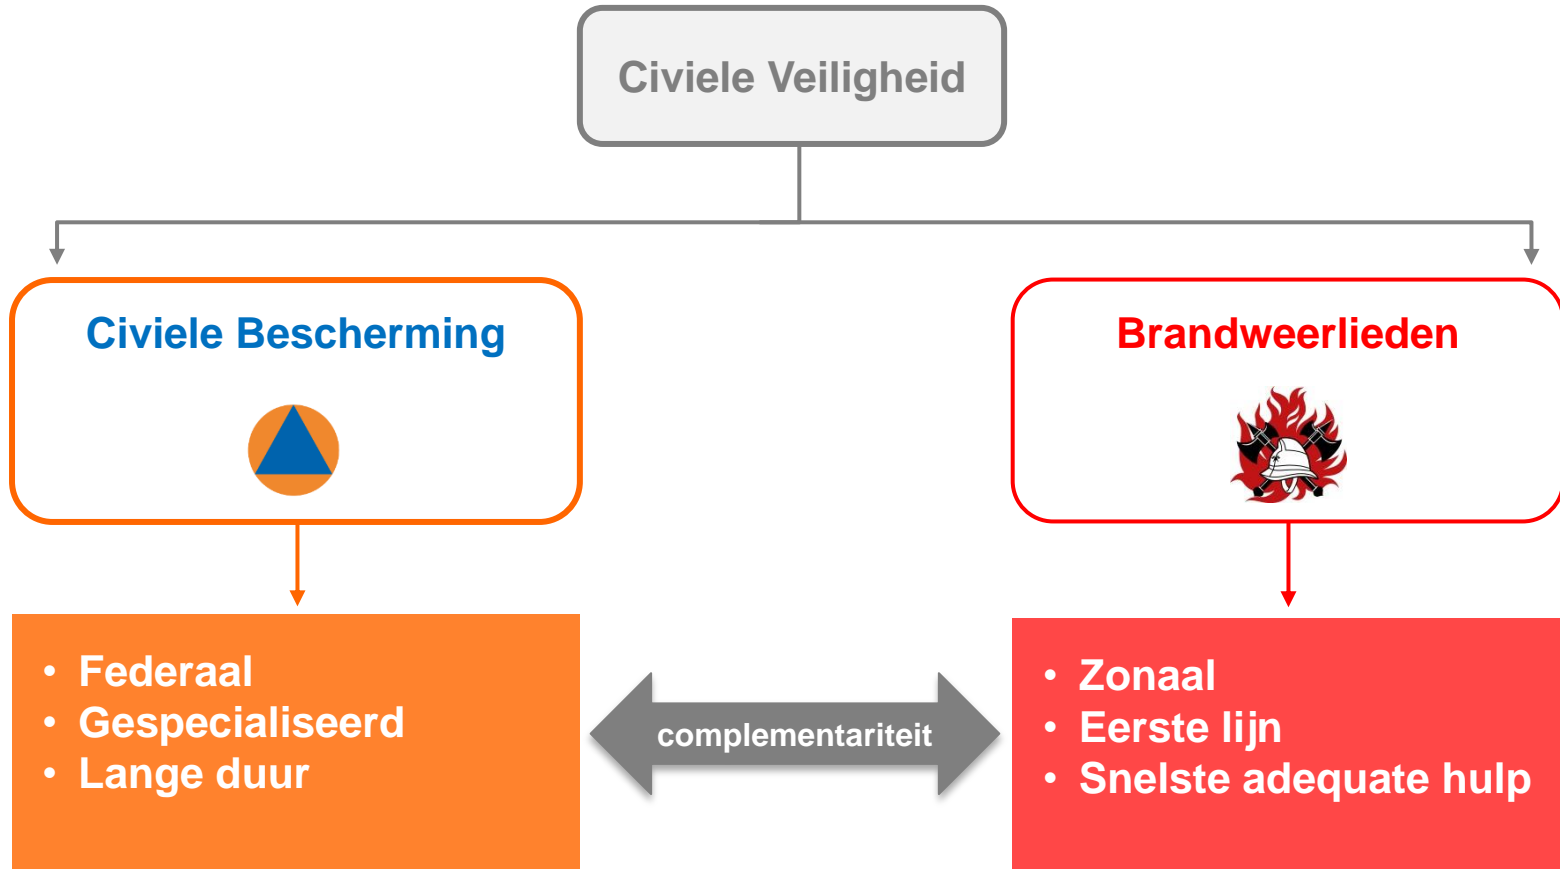 Civiele Veiligheid
Civiele Bescherming
Brandweerlieden
• Federaal
• Gespecialiseerd
• Lange duur
complementariteit
• Zonaal
• Eerste lijn
• Snelste adequate hulp